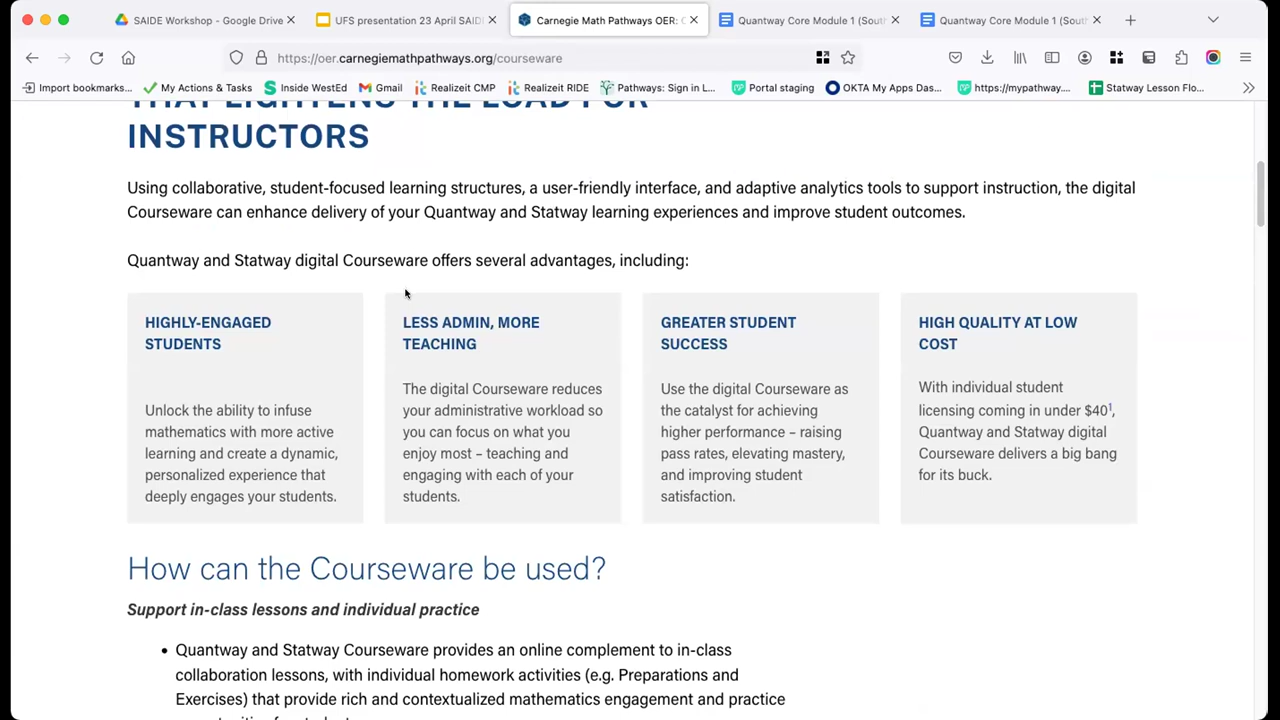 SAIDE Workshop - Google Drive
UFS presentation 23 April SAID
Carnegie Math Pathways OER: C
Quantway Core Module 1 (Sout
Quantway Core Module 1 (South
https://oer.carnegiemathpathways.org/courseware
Import bookmarks...
My Actions & Tasks
Inside WestEd
Gmail
Realizeit CMP
Realizeit RIDE
Pathways: Sign in L...
Portal staging
OKTA My Apps Das...
https://mypathway....
Statway Lesson Flo...
THAT LIGHTENS THE LOAD FOR
INSTRUCTORS
Using collaborative, student-focused learning structures, a user-friendly interface, and adaptive analytics tools to support instruction, the digital
Courseware can enhance delivery of your Quantway and Statway learning experiences and improve student outcomes.
Quantway and Statway digital Courseware offers several advantages, including:
HIGHLY-ENGAGED
STUDENTS
Unlock the ability to infuse
mathematics with more active
learning and create a dynamic,
personalized experience that
deeply engages your students.
LESS ADMIN, MORE
TEACHING
The digital Courseware reduces
your administrative workload so
you can focus on what you
enjoy most – teaching and
engaging with each of your
students.
GREATER STUDENT
SUCCESS
Use the digital Courseware as
the catalyst for achieving
higher performance – raising
pass rates, elevating mastery,
and improving student
satisfaction.
HIGH QUALITY AT LOW
COST
With individual student
licensing coming in under $40¹,
Quantway and Statway digital
Courseware delivers a big bang
for its buck.
How can the Courseware be used?
Support in-class lessons and individual practice
• Quantway and Statway Courseware provides an online complement to in-class
collaboration lessons, with individual homework activities (e.g. Preparations and
Exercises) that provide rich and contextualized mathematics engagement and practice